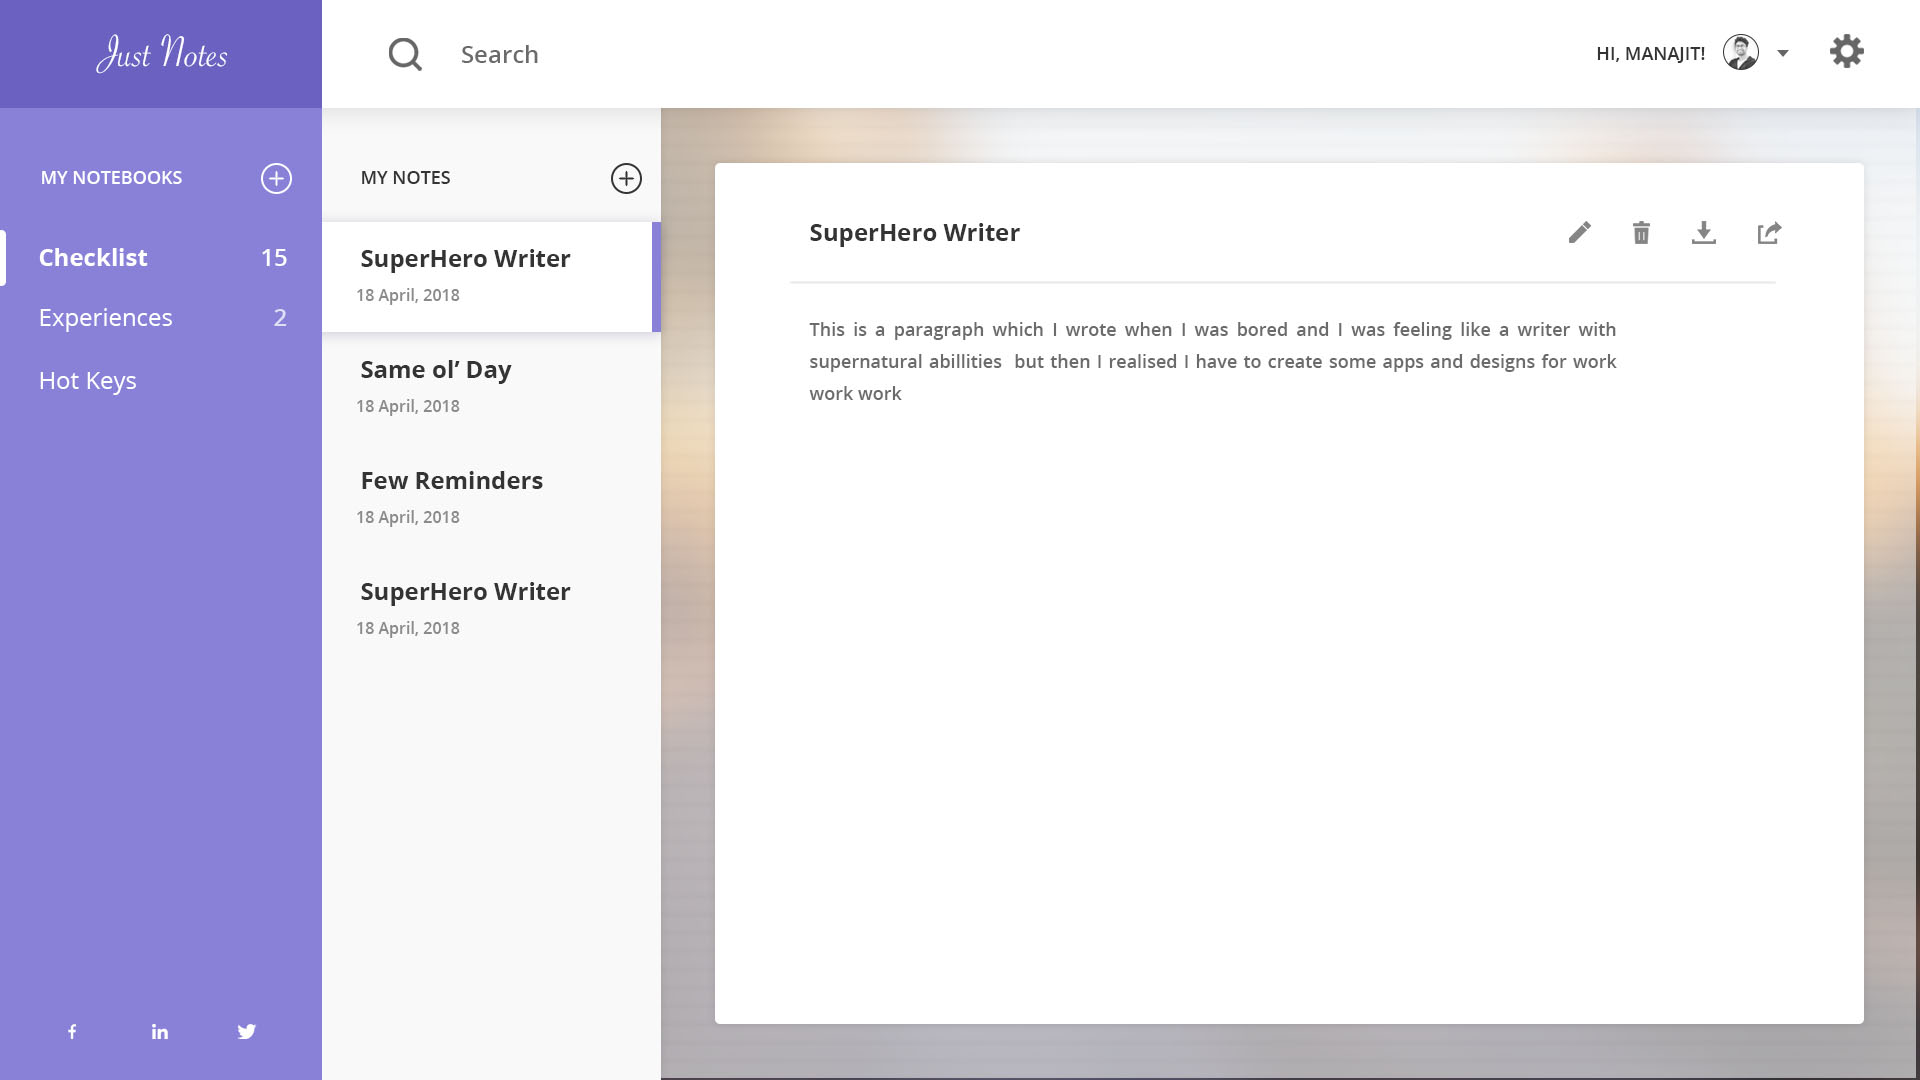 Just Notes
Search
HI, MANAJIT!
MY NOTEBOOKS
Checklist 15
Experiences 2
Hot Keys
MY NOTES
SuperHero Writer
18 April, 2018
Same ol’ Day
18 April, 2018
Few Reminders
18 April, 2018
SuperHero Writer
18 April, 2018
SuperHero Writer
This is a paragraph which I wrote when I was bored and I was feeling like a writer with
supernatural abillities but then I realised I have to create some apps and designs for work
work work
f
in